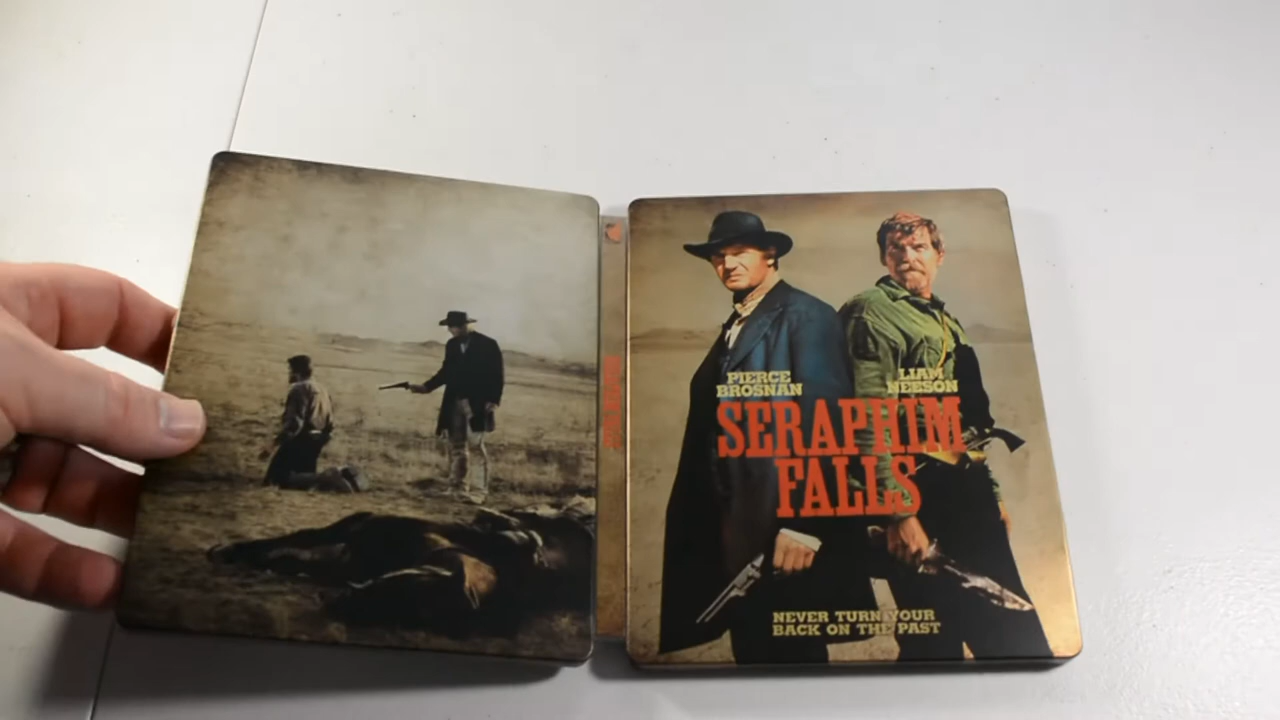 PIERCE
BROSNAN
LIAM
NEESON
SERAPHIM
FALLS
NEVER TURN YOUR
BACK ON THE PAST